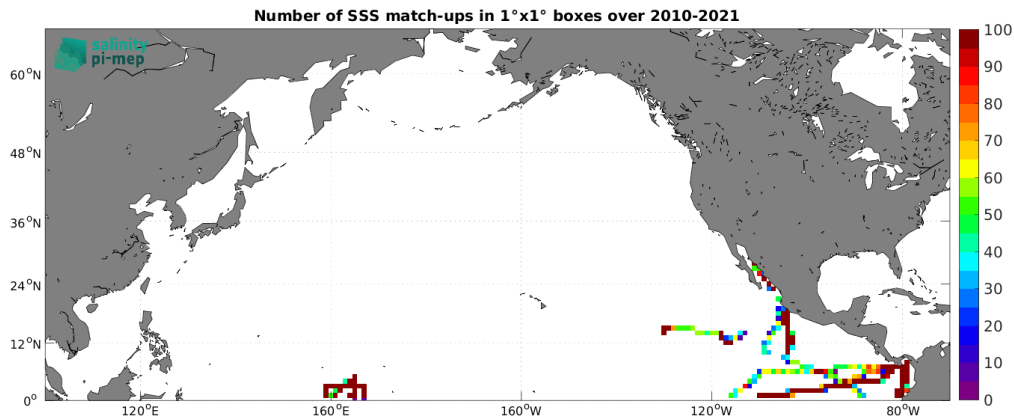 Number of SSS match-ups in 1°x1° boxes over 2010-2021
salinity
pi-mep
60°N
48°N
36°N
24°N
12°N
0°
120°E
160°E
160°W
120°W
80°W
100
90
80
70
60
50
40
30
20
10
0